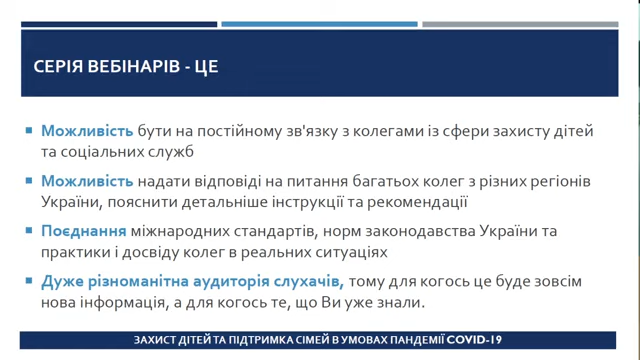 СЕРІЯ ВЕБІНАРІВ - ЦЕ
Можливість бути на постійному зв'язку з колегами із сфери захисту дітей
та соціальних служб
Можливість надати відповіді на питання багатьох колег з різних регіонів
України, пояснити детальніше інструкції та рекомендації
Поєднання міжнародних стандартів, норм законодавства України та
практики і досвіду колег в реальних ситуаціях
Дуже різноманітна аудиторія слухачів, тому для когось це буде зовсім
нова інформація, а для когось те, що Ви уже знали.
ЗАХИСТ ДІТЕЙ ТА ПІДТРИМКА СІМЕЙ В УМОВАХ ПАНДЕМІЇ COVID-19